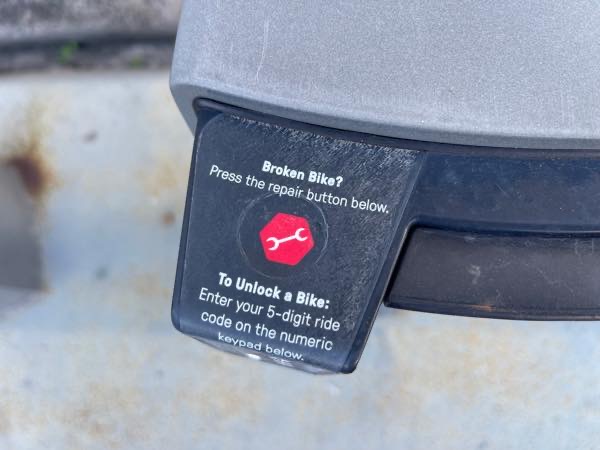 Broken Bike?
Press the repair button below.
To Unlock a Bike:
Enter your 5-digit ride
code on the numeric
keypad below.